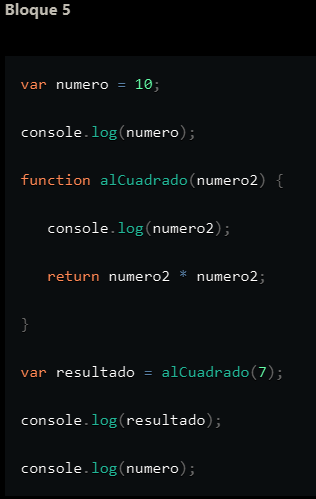 Bloque 5
var numero = 10;
console.log(numero);
function alCuadrado(numero2) {
   console.log(numero2);
   return numero2 * numero2;
}
var resultado = alCuadrado(7);
console.log(resultado);
console.log(numero);